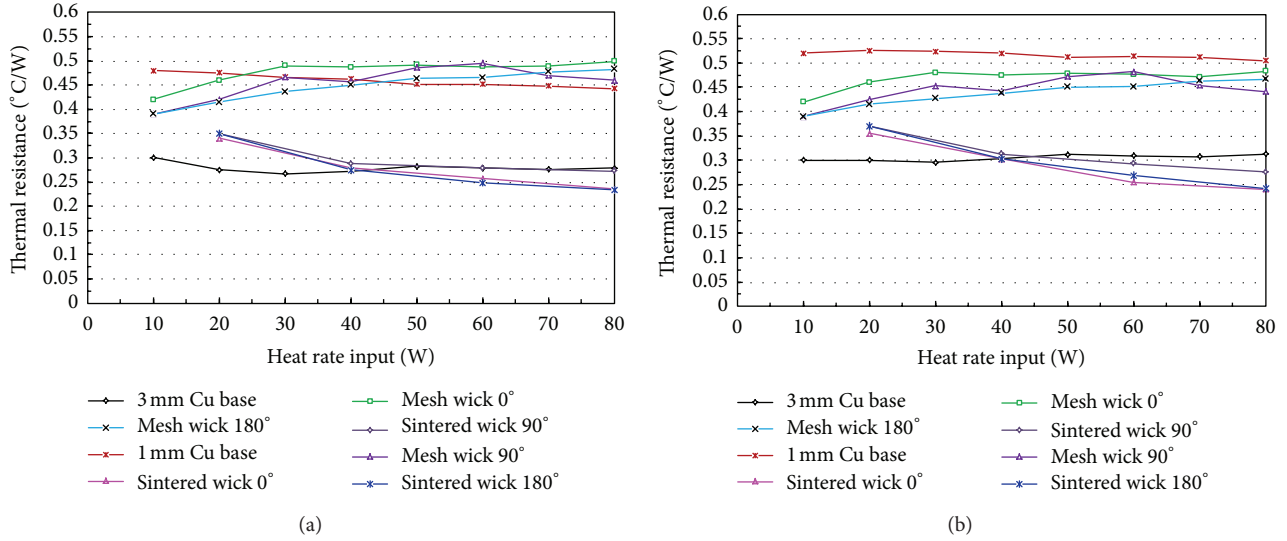 0.6
0.55
0.5
0.45
0.4
0.35
0.3
0.25
0.2
0.15
0.1
0.05
0
Thermal resistance (°C/W)
0 10 20 30 40 50 60 70 80
Heat rate input (W)
3 mm Cu base
Mesh wick 180°
1 mm Cu base
Sintered wick 0°
Mesh wick 0°
Sintered wick 90°
Mesh wick 90°
Sintered wick 180°
(a)
0.6
0.55
0.5
0.45
0.4
0.35
0.3
0.25
0.2
0.15
0.1
0.05
0
Thermal resistance (°C/W)
0 10 20 30 40 50 60 70 80
Heat rate input (W)
3 mm Cu base
Mesh wick 180°
1 mm Cu base
Sintered wick 0°
Mesh wick 0°
Sintered wick 90°
Mesh wick 90°
Sintered wick 180°
(b)